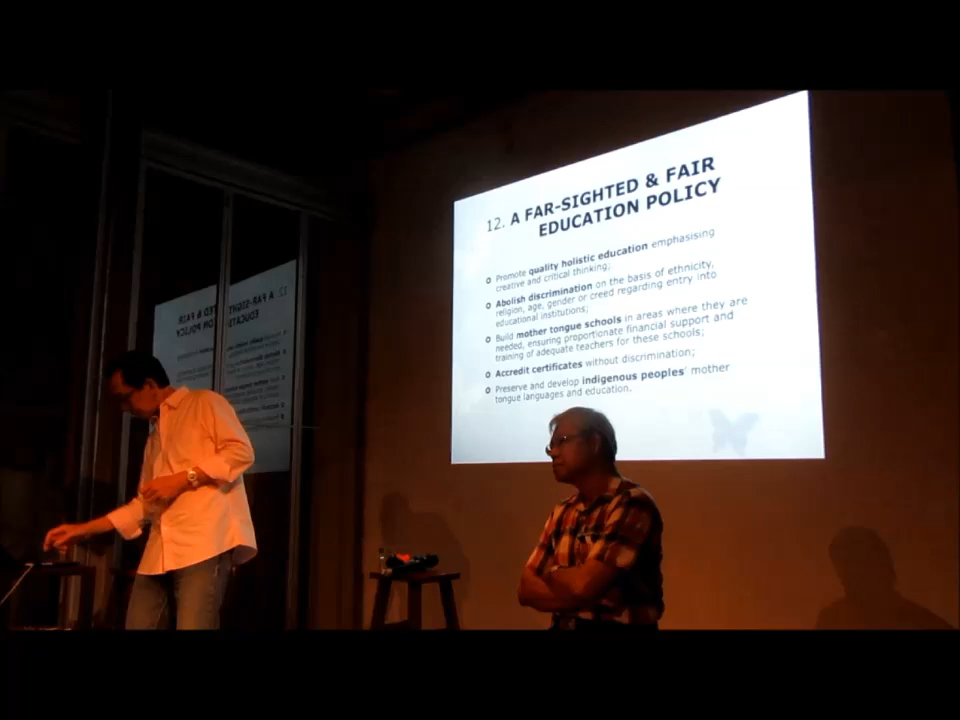 12. A FAR-SIGHTED & FAIR
EDUCATION POLICY
Promote quality holistic education emphasising
creative and critical thinking;
Abolish discrimination on the basis of ethnicity,
religion, age, gender or creed regarding entry into
educational institutions;
Build mother tongue schools in areas where they are
needed, ensuring proportionate financial support and
training of adequate teachers for these schools;
Accredit certificates without discrimination;
Preserve and develop indigenous peoples' mother
tongue languages and education.